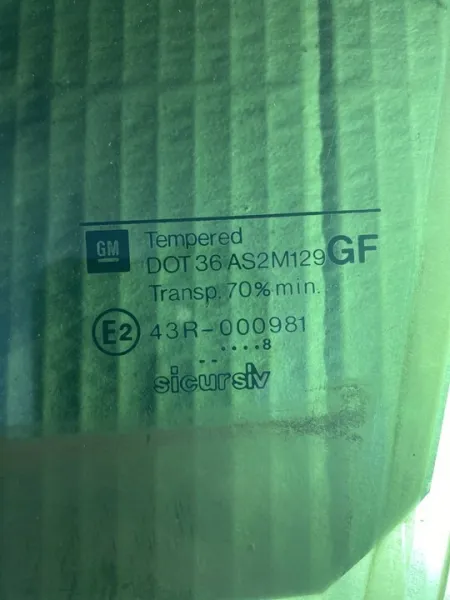 GM Tempered
DOT 36 AS2M129 GF
Transp. 70% min.
E2 43R-000981
....8
--
sicursiv